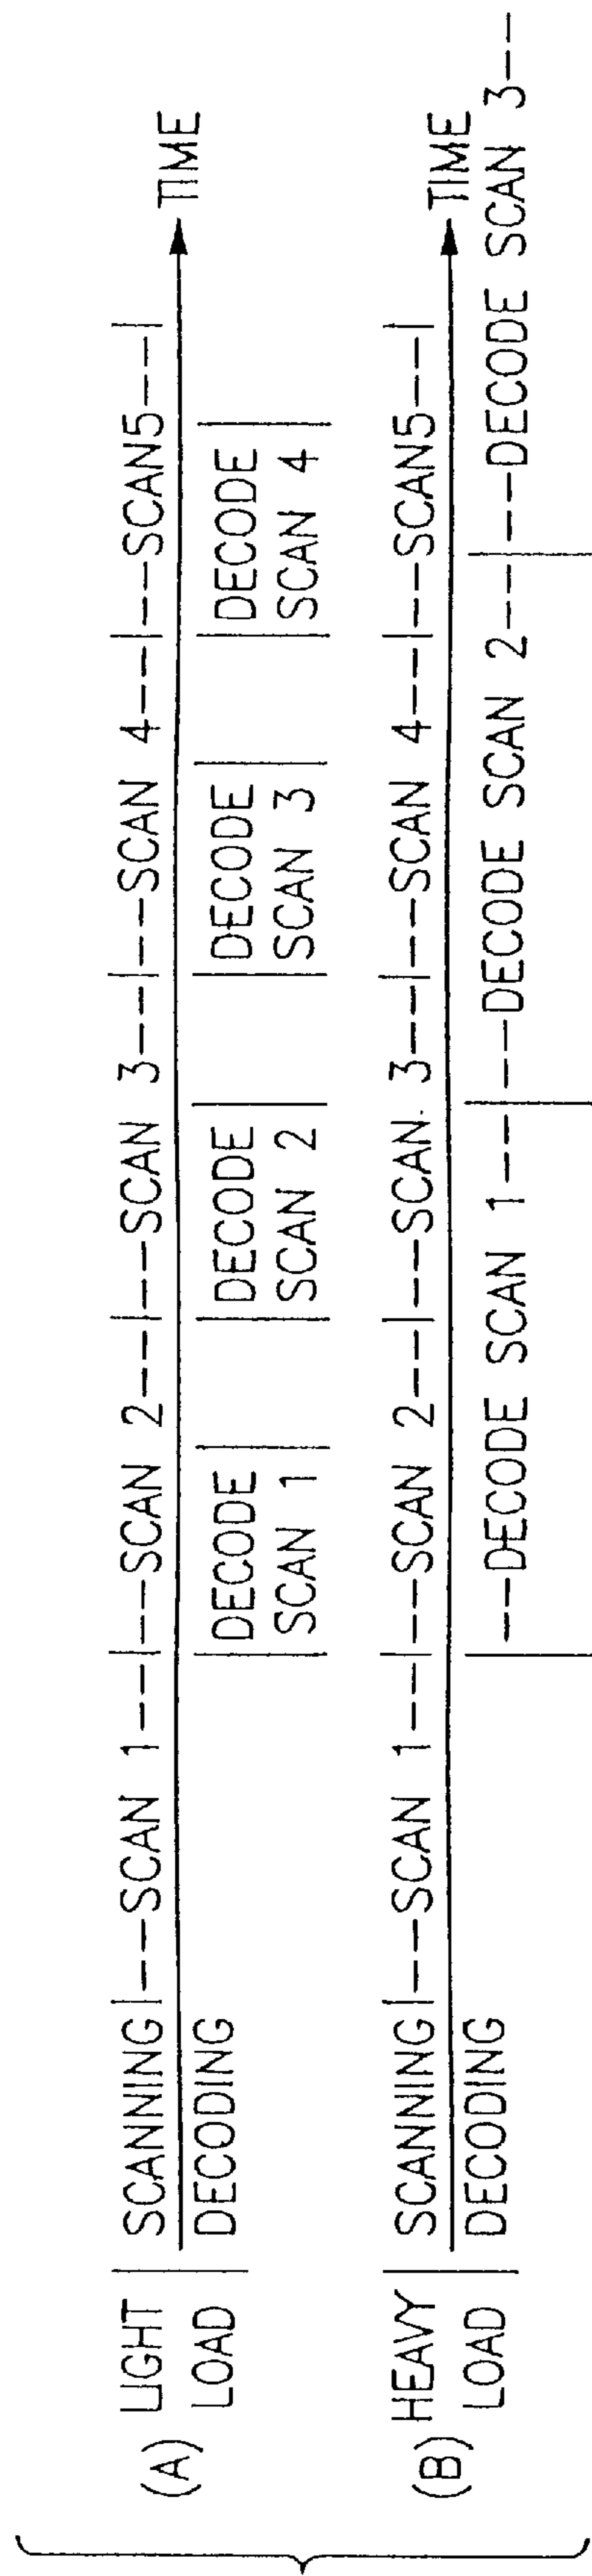 (A) LIGHT LOAD
SCANNING |---SCAN 1---|---SCAN 2---|---SCAN 3---|---SCAN 4---|---SCAN5---|
TIME
DECODING
DECODE SCAN 1
DECODE SCAN 2
DECODE SCAN 3
DECODE SCAN 4
(B) HEAVY LOAD
SCANNING |---SCAN 1---|---SCAN 2---|---SCAN 3---|---SCAN 4---|---SCAN5---|
TIME
DECODING |--DECODE SCAN 1---|---DECODE SCAN 2---|---DECODE SCAN 3--